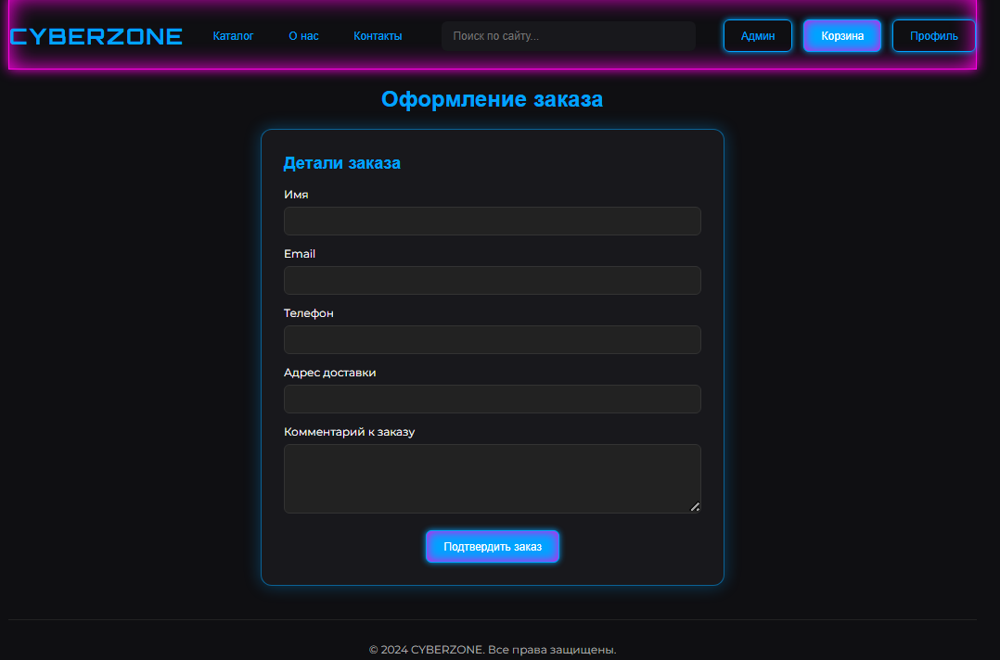 CYBERZONE Каталог О нас Контакты Поиск по сайту... Админ Корзина Профиль
Оформление заказа
Детали заказа
Имя
Email
Телефон
Адрес доставки
Комментарий к заказу
Подтвердить заказ
© 2024 CYBERZONE. Все права защищены.